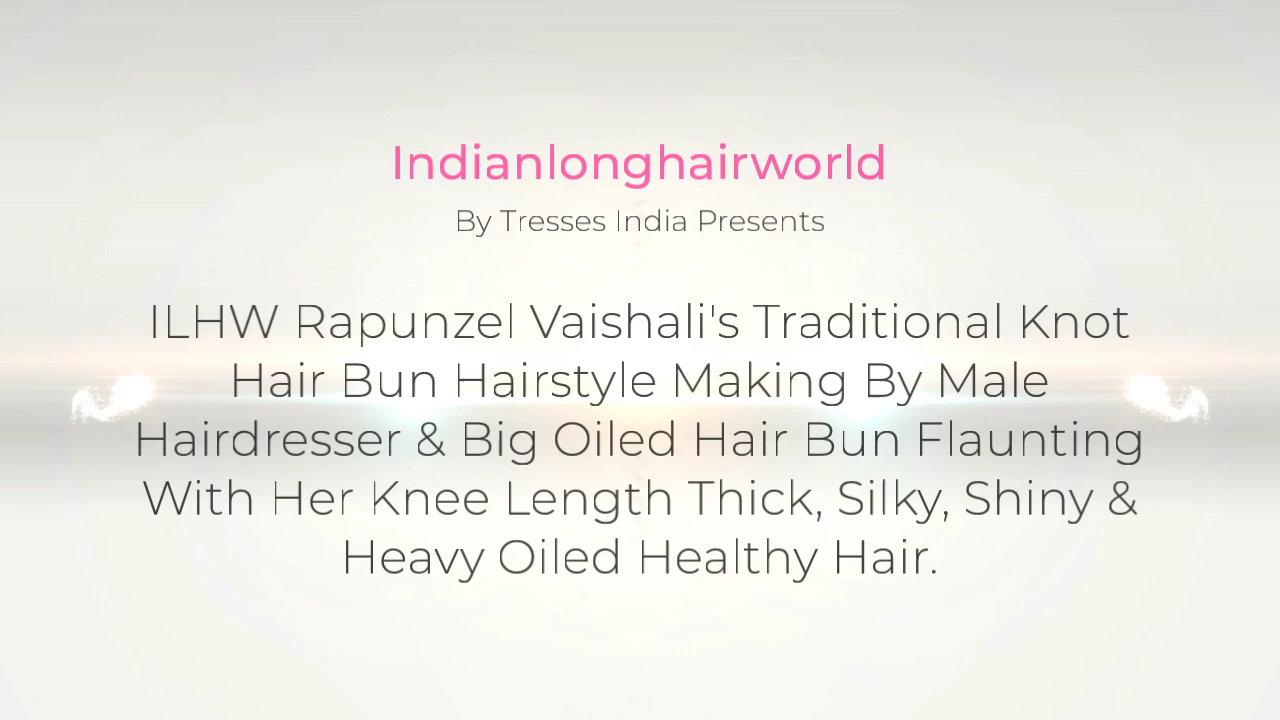 Indianlonghairworld
By Tresses India Presents
ILHW Rapunzel Vaishali's Traditional Knot
Hair Bun Hairstyle Making By Male
Hairdresser & Big Oiled Hair Bun Flaunting
With Her Knee Length Thick, Silky, Shiny &
Heavy Oiled Healthy Hair.